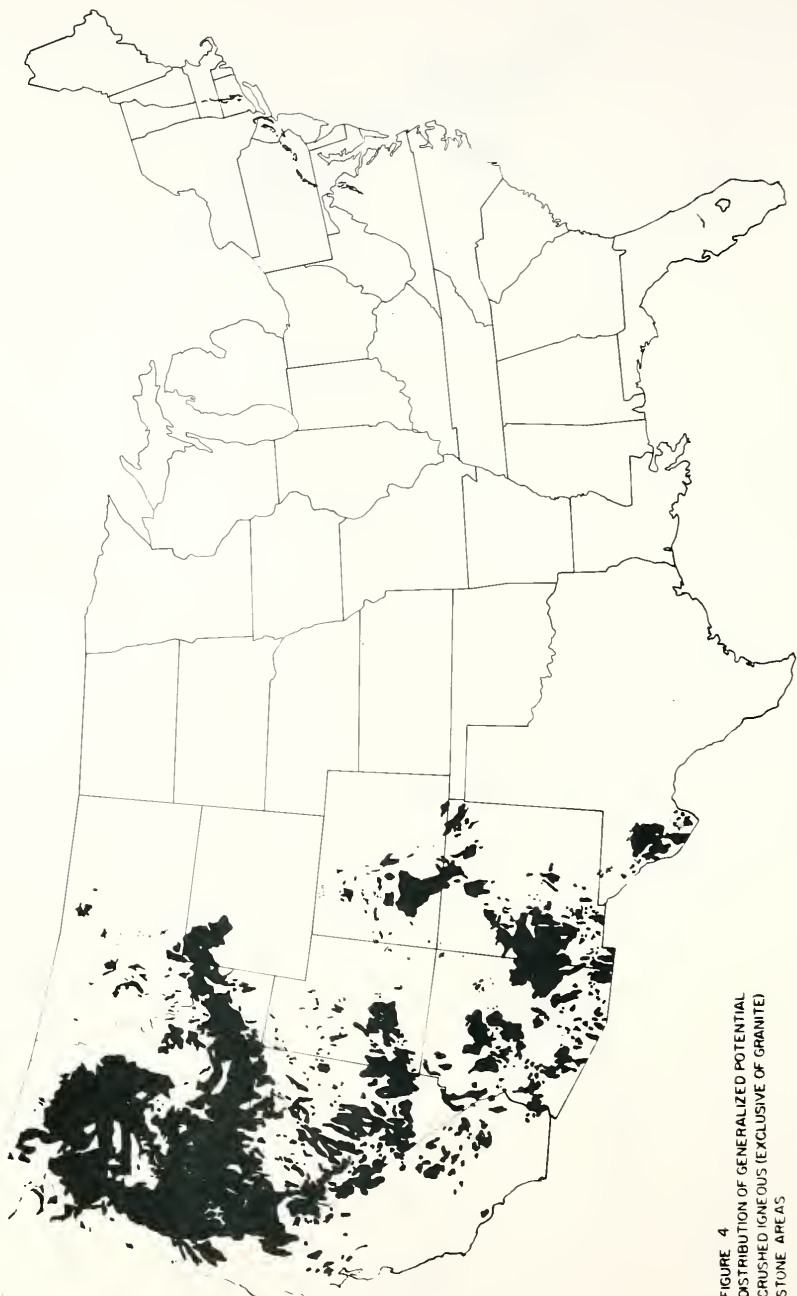 FIGURE 4
DISTRIBUTION OF GENERALIZED POTENTIAL
CRUSHED IGNEOUS (EXCLUSIVE OF GRANITE)
STONE AREAS